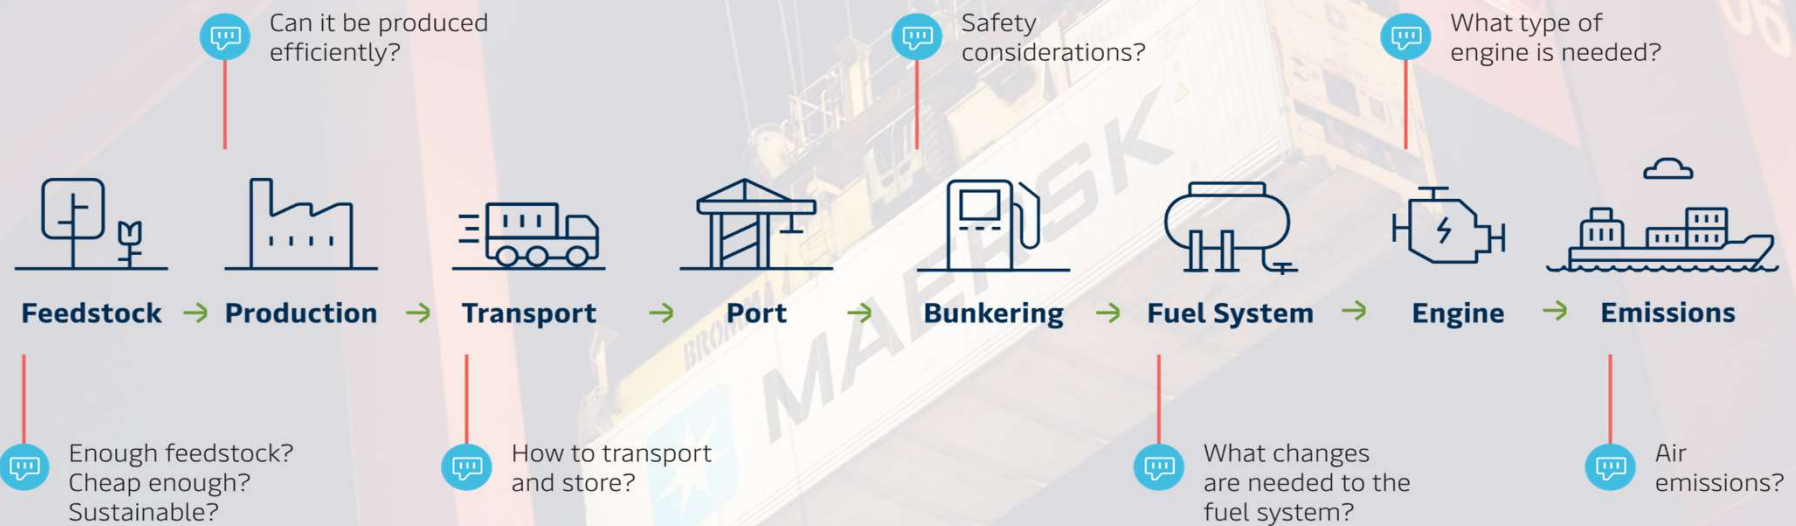 Can it be produced
efficiently?
Safety
considerations?
What type of
engine is needed?
06
BROMMA
MAERSK
Feedstock → Production → Transport → Port → Bunkering → Fuel System → Engine → Emissions
Enough feedstock?
Cheap enough?
Sustainable?
How to transport
and store?
What changes
are needed to the
fuel system?
Air
emissions?